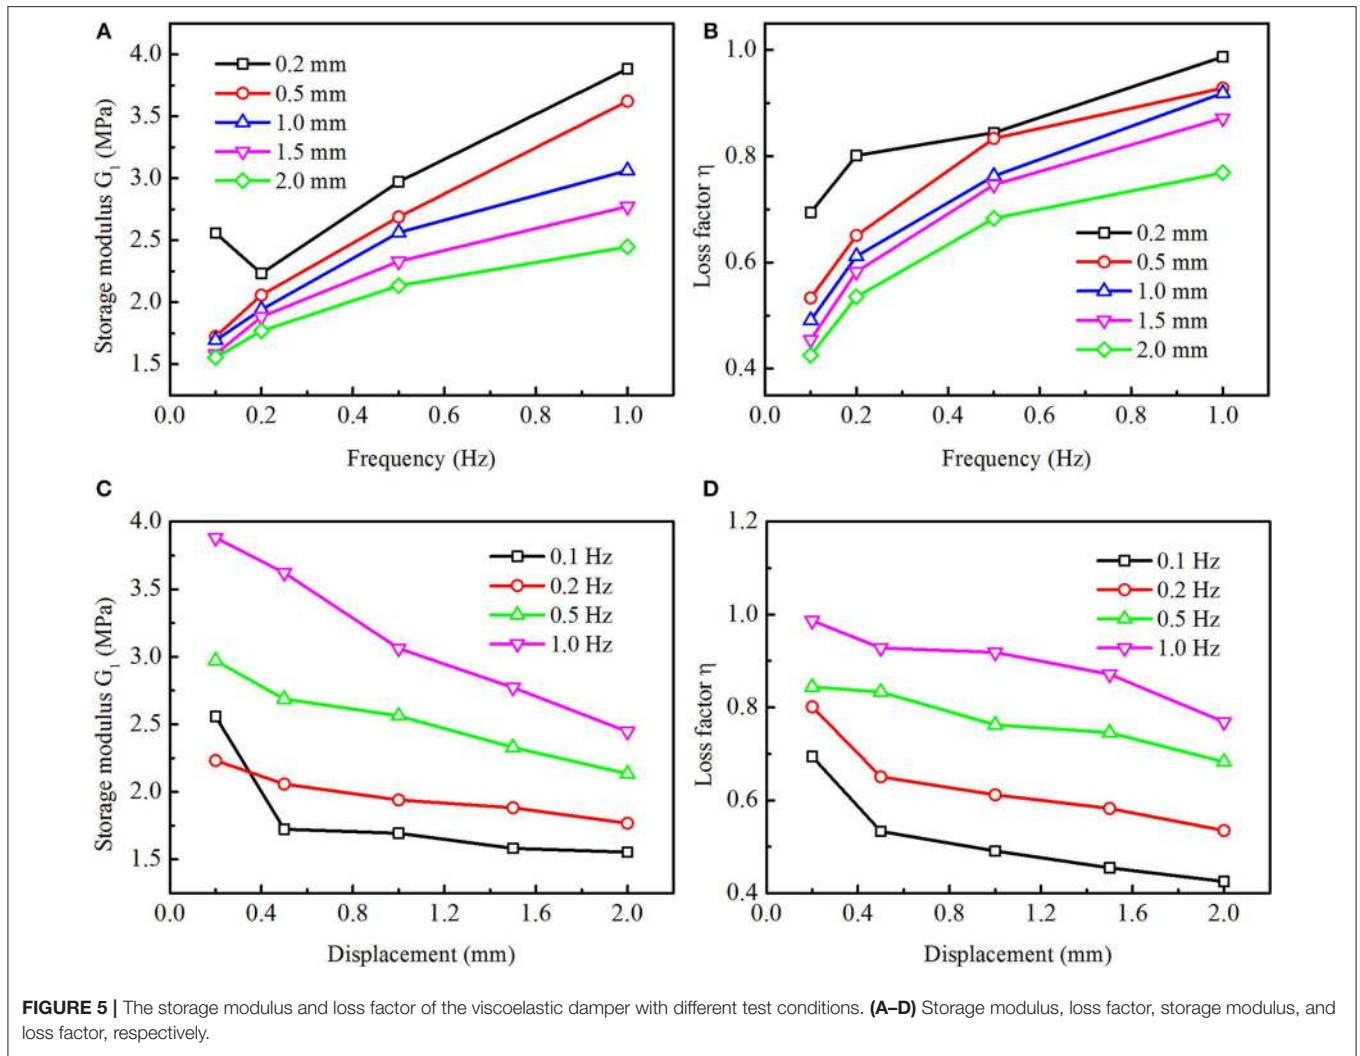 A
Storage modulus G1 (MPa)
4.0
3.5
3.0
2.5
2.0
1.5
0.2 mm
0.5 mm
1.0 mm
1.5 mm
2.0 mm
0.0 0.2 0.4 0.6 0.8 1.0
Frequency (Hz)
B
Loss factor η
1.0
0.8
0.6
0.4
0.2 mm
0.5 mm
1.0 mm
1.5 mm
2.0 mm
0.0 0.2 0.4 0.6 0.8 1.0
Frequency (Hz)
C
Storage modulus G1 (MPa)
4.0
3.5
3.0
2.5
2.0
1.5
0.1 Hz
0.2 Hz
0.5 Hz
1.0 Hz
0.0 0.4 0.8 1.2 1.6 2.0
Displacement (mm)
D
Loss factor η
1.2
1.0
0.8
0.6
0.4
0.1 Hz
0.2 Hz
0.5 Hz
1.0 Hz
0.0 0.4 0.8 1.2 1.6 2.0
Displacement (mm)
FIGURE 5 | The storage modulus and loss factor of the viscoelastic damper with different test conditions. (A–D) Storage modulus, loss factor, storage modulus, and
loss factor, respectively.